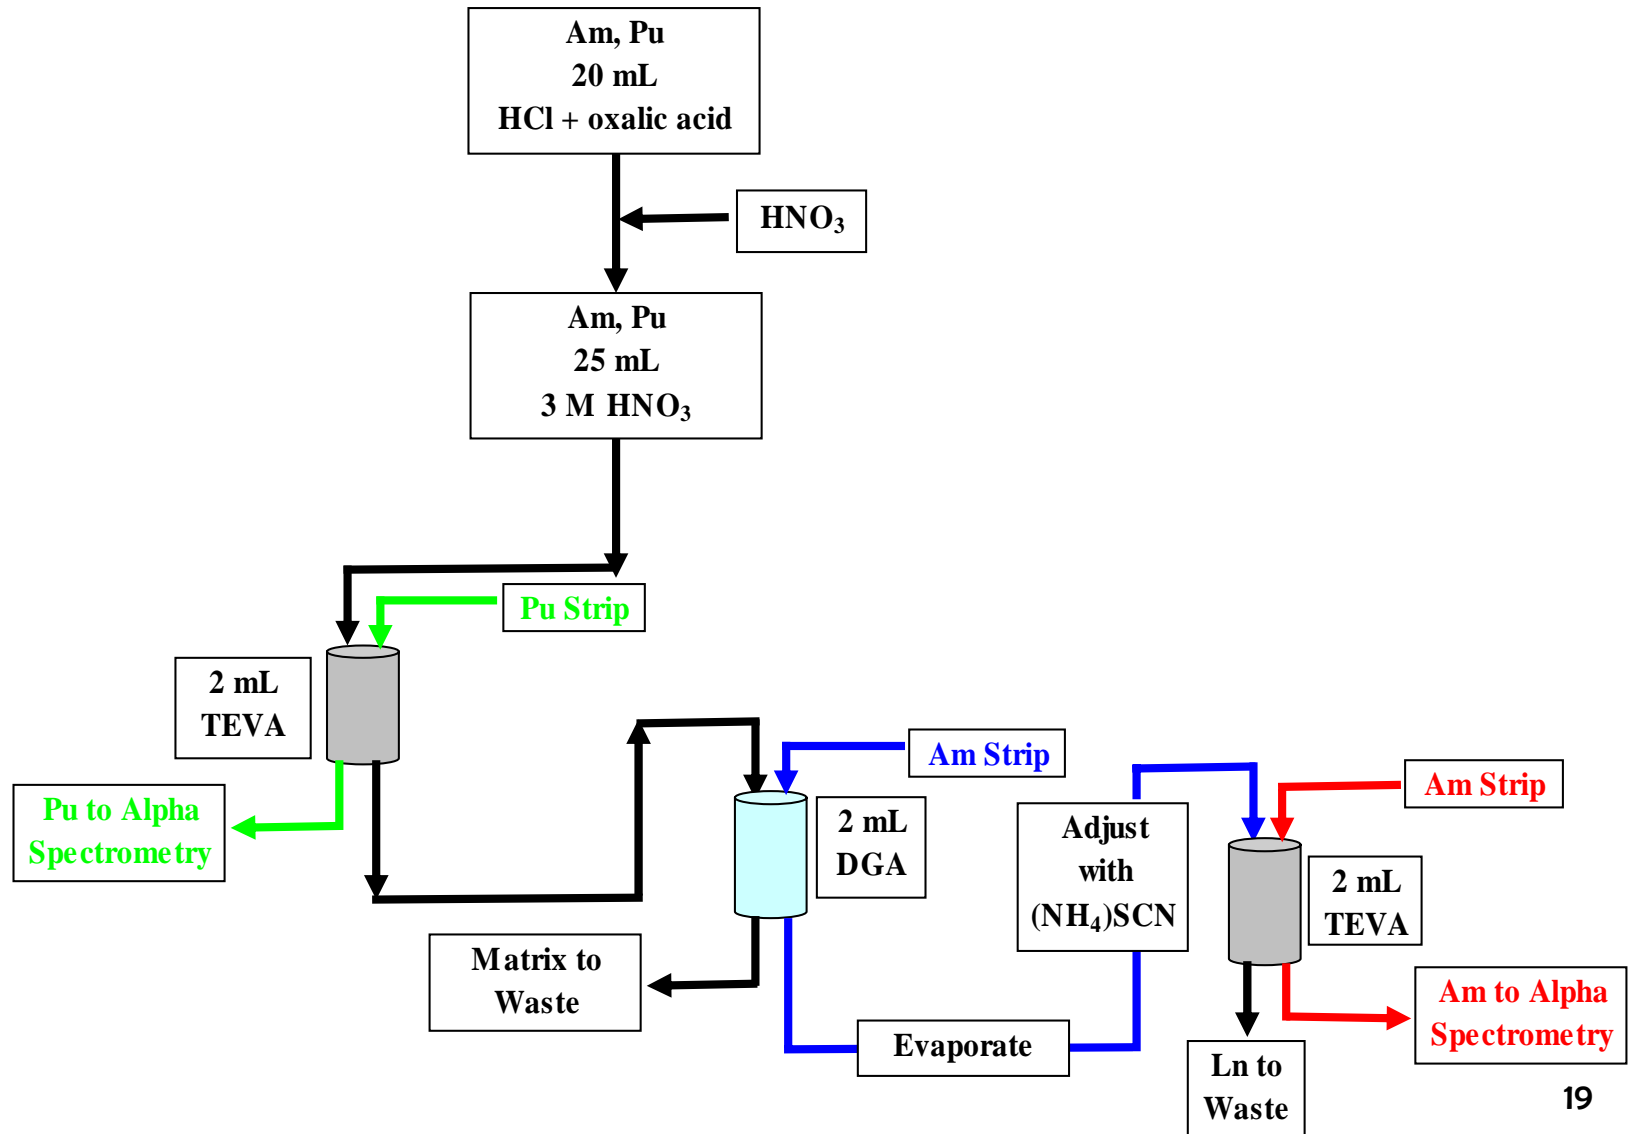 Am, Pu
20 mL
HCl + oxalic acid
HNO₃
Am, Pu
25 mL
3 M HNO₃
Pu Strip
2 mL
TEVA
Pu to Alpha
Spectrometry
Am Strip
2 mL
DGA
Matrix to
Waste
Evaporate
Adjust
with
(NH₄)SCN
Am Strip
2 mL
TEVA
Am to Alpha
Spectrometry
Ln to
Waste
19